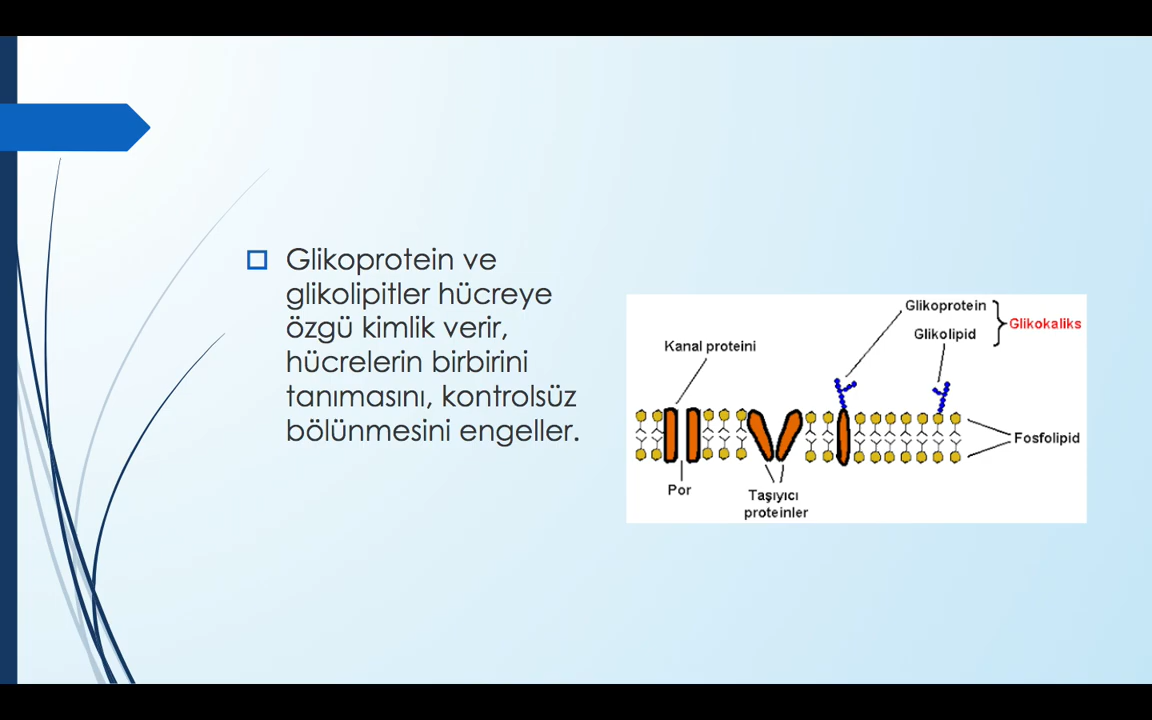 Glikoprotein ve
glikolipitler hücreye
özgü kimlik verir,
hücrelerin birbirini
tanımasını, kontrolsüz
bölünmesini engeller.
Glikoprotein
Glikolipid
Glikokaliks
Kanal proteini
Fosfolipid
Por
Taşıyıcı
proteinler